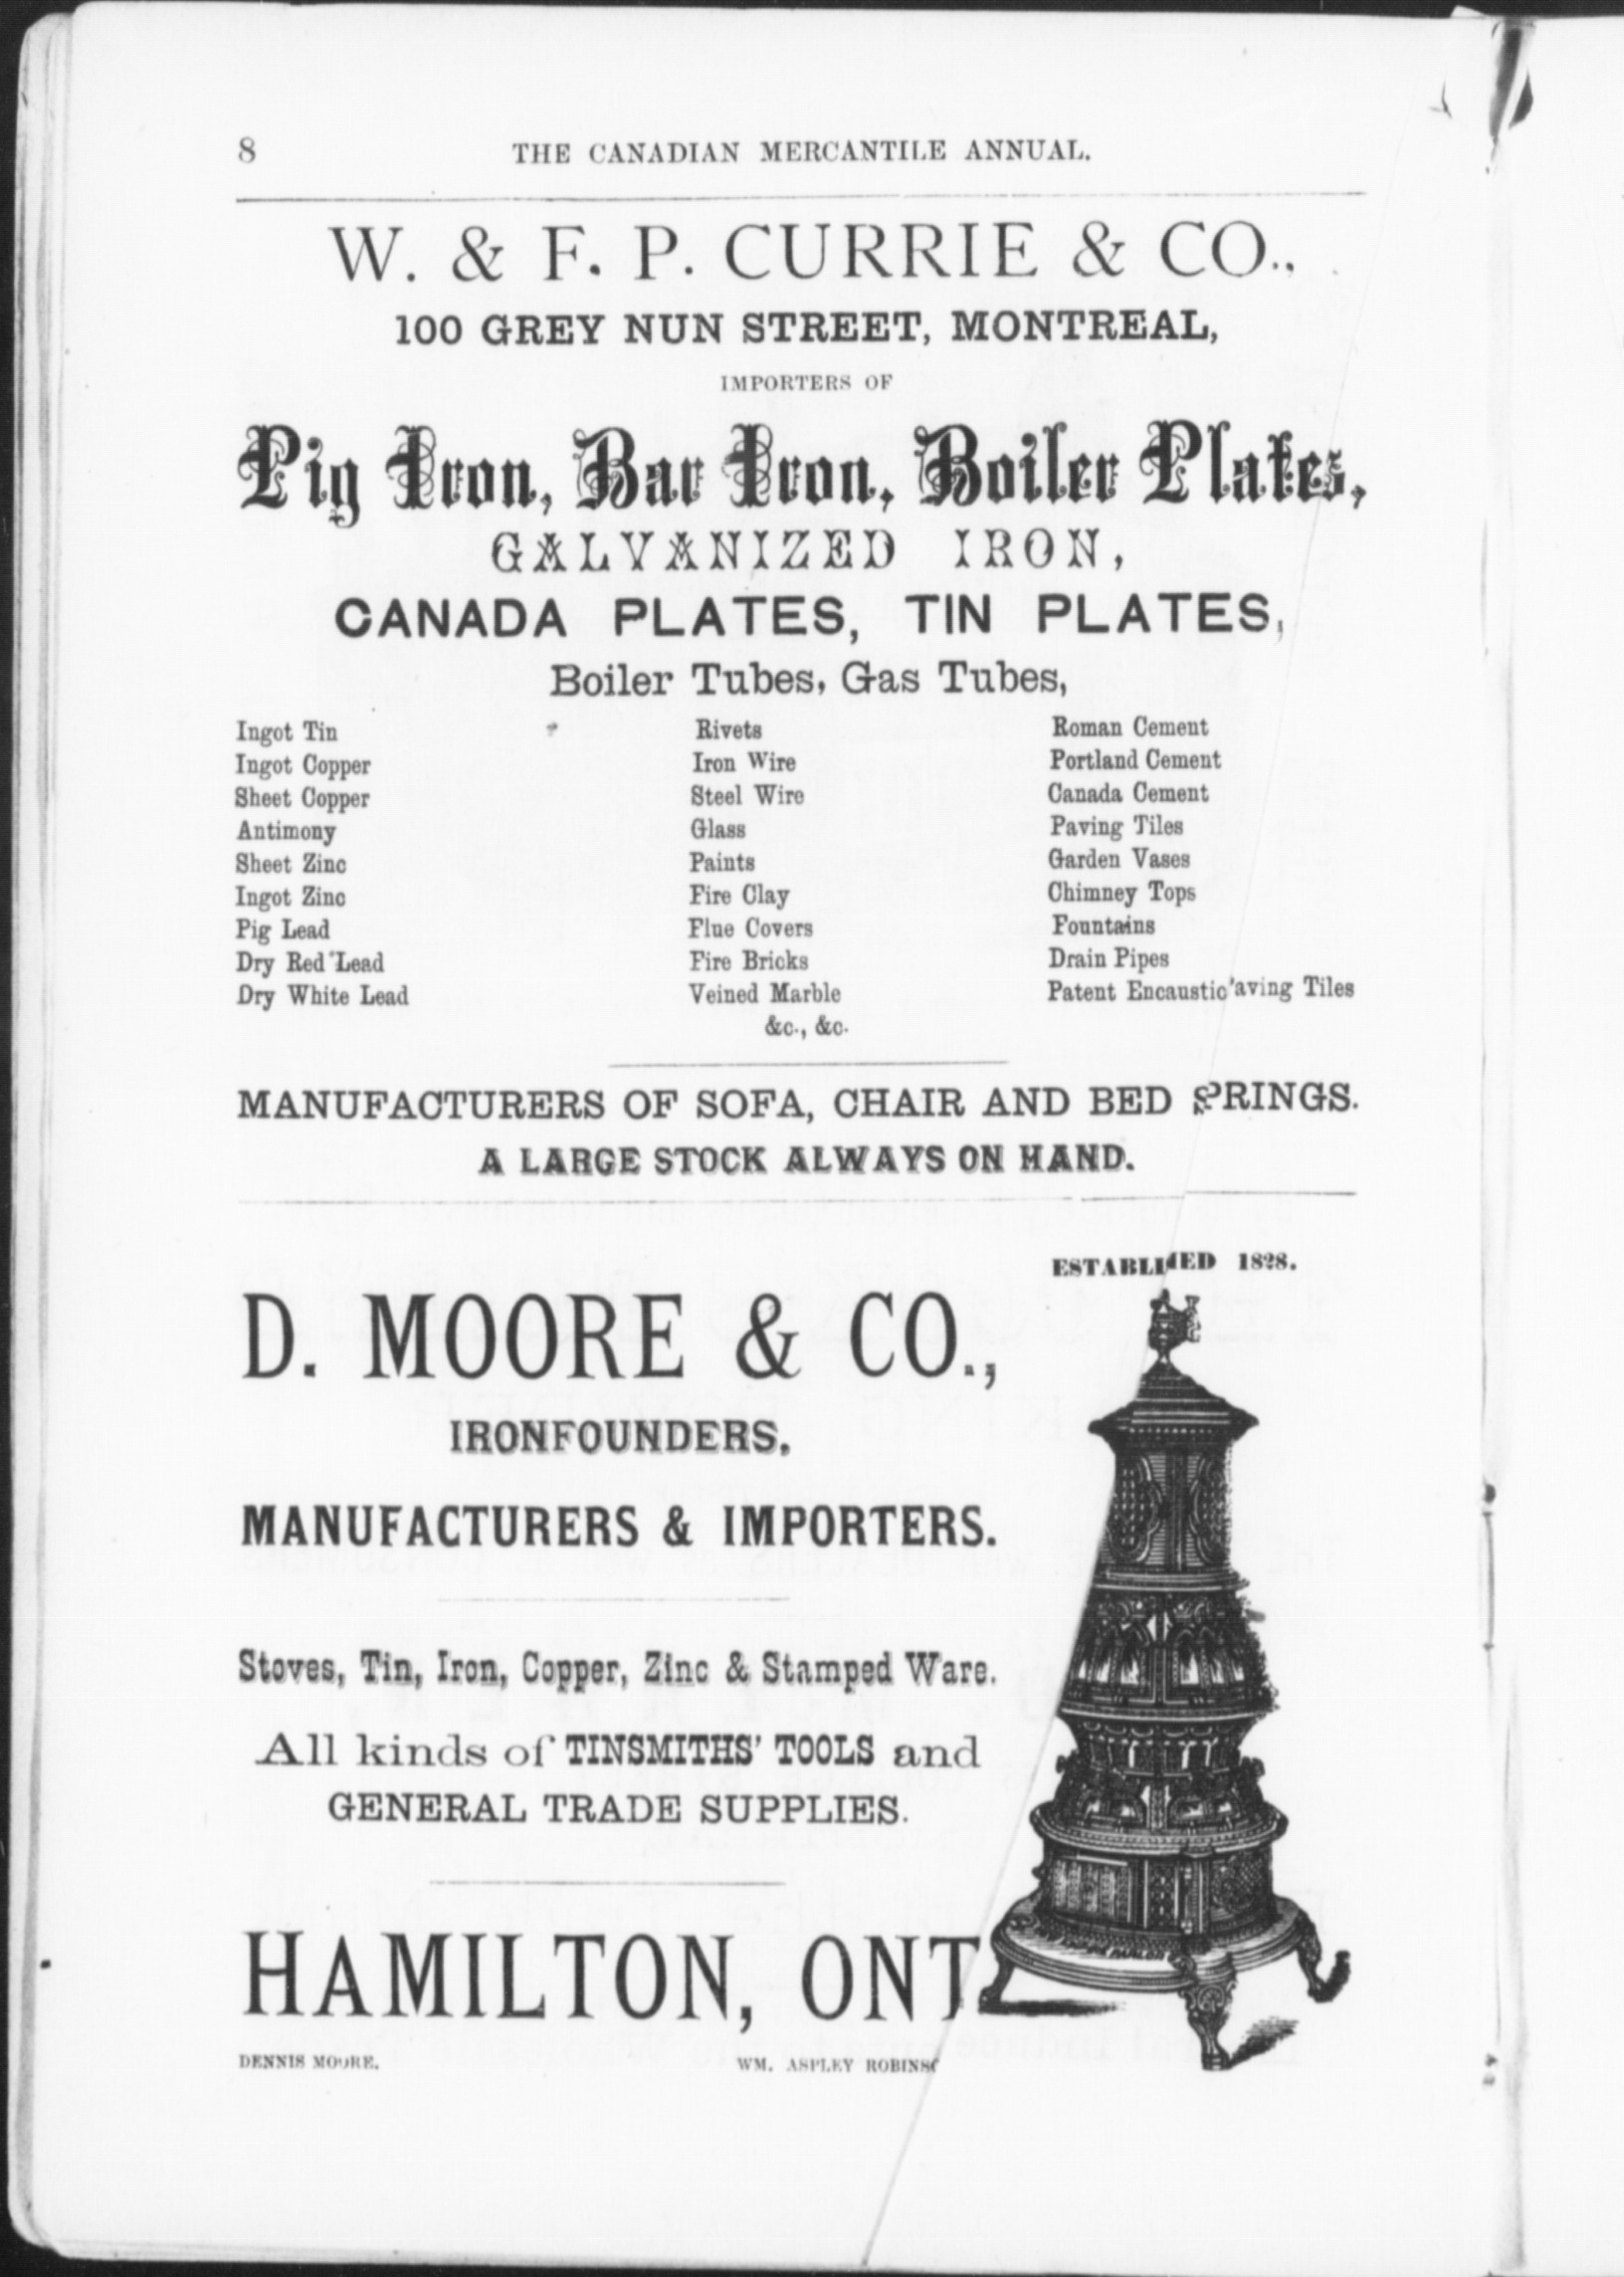 8 THE CANADIAN MERCANTILE ANNUAL.
W. & F. P. CURRIE & CO.,
100 GREY NUN STREET, MONTREAL,
IMPORTERS OF
Pig Iron, Bar Iron, Boiler Plates,
GALVANIZED IRON,
CANADA PLATES, TIN PLATES,
Boiler Tubes, Gas Tubes,
Ingot Tin
Ingot Copper
Sheet Copper
Antimony
Sheet Zinc
Ingot Zinc
Pig Lead
Dry Red Lead
Dry White Lead
Rivets
Iron Wire
Steel Wire
Glass
Paints
Fire Clay
Flue Covers
Fire Bricks
Veined Marble
&c., &c.
Roman Cement
Portland Cement
Canada Cement
Paving Tiles
Garden Vases
Chimney Tops
Fountains
Drain Pipes
Patent Encaustic aving Tiles
MANUFACTURERS OF SOFA, CHAIR AND BED SPRINGS.
A LARGE STOCK ALWAYS ON HAND.
ESTABLIHED 1828.
D. MOORE & CO.,
IRONFOUNDERS,
MANUFACTURERS & IMPORTERS.
Stoves, Tin, Iron, Copper, Zinc & Stamped Ware.
All kinds of TINSMITHS' TOOLS and
GENERAL TRADE SUPPLIES.
HAMILTON, ONT
DENNIS MOORE. WM. ASPLEY ROBINSO